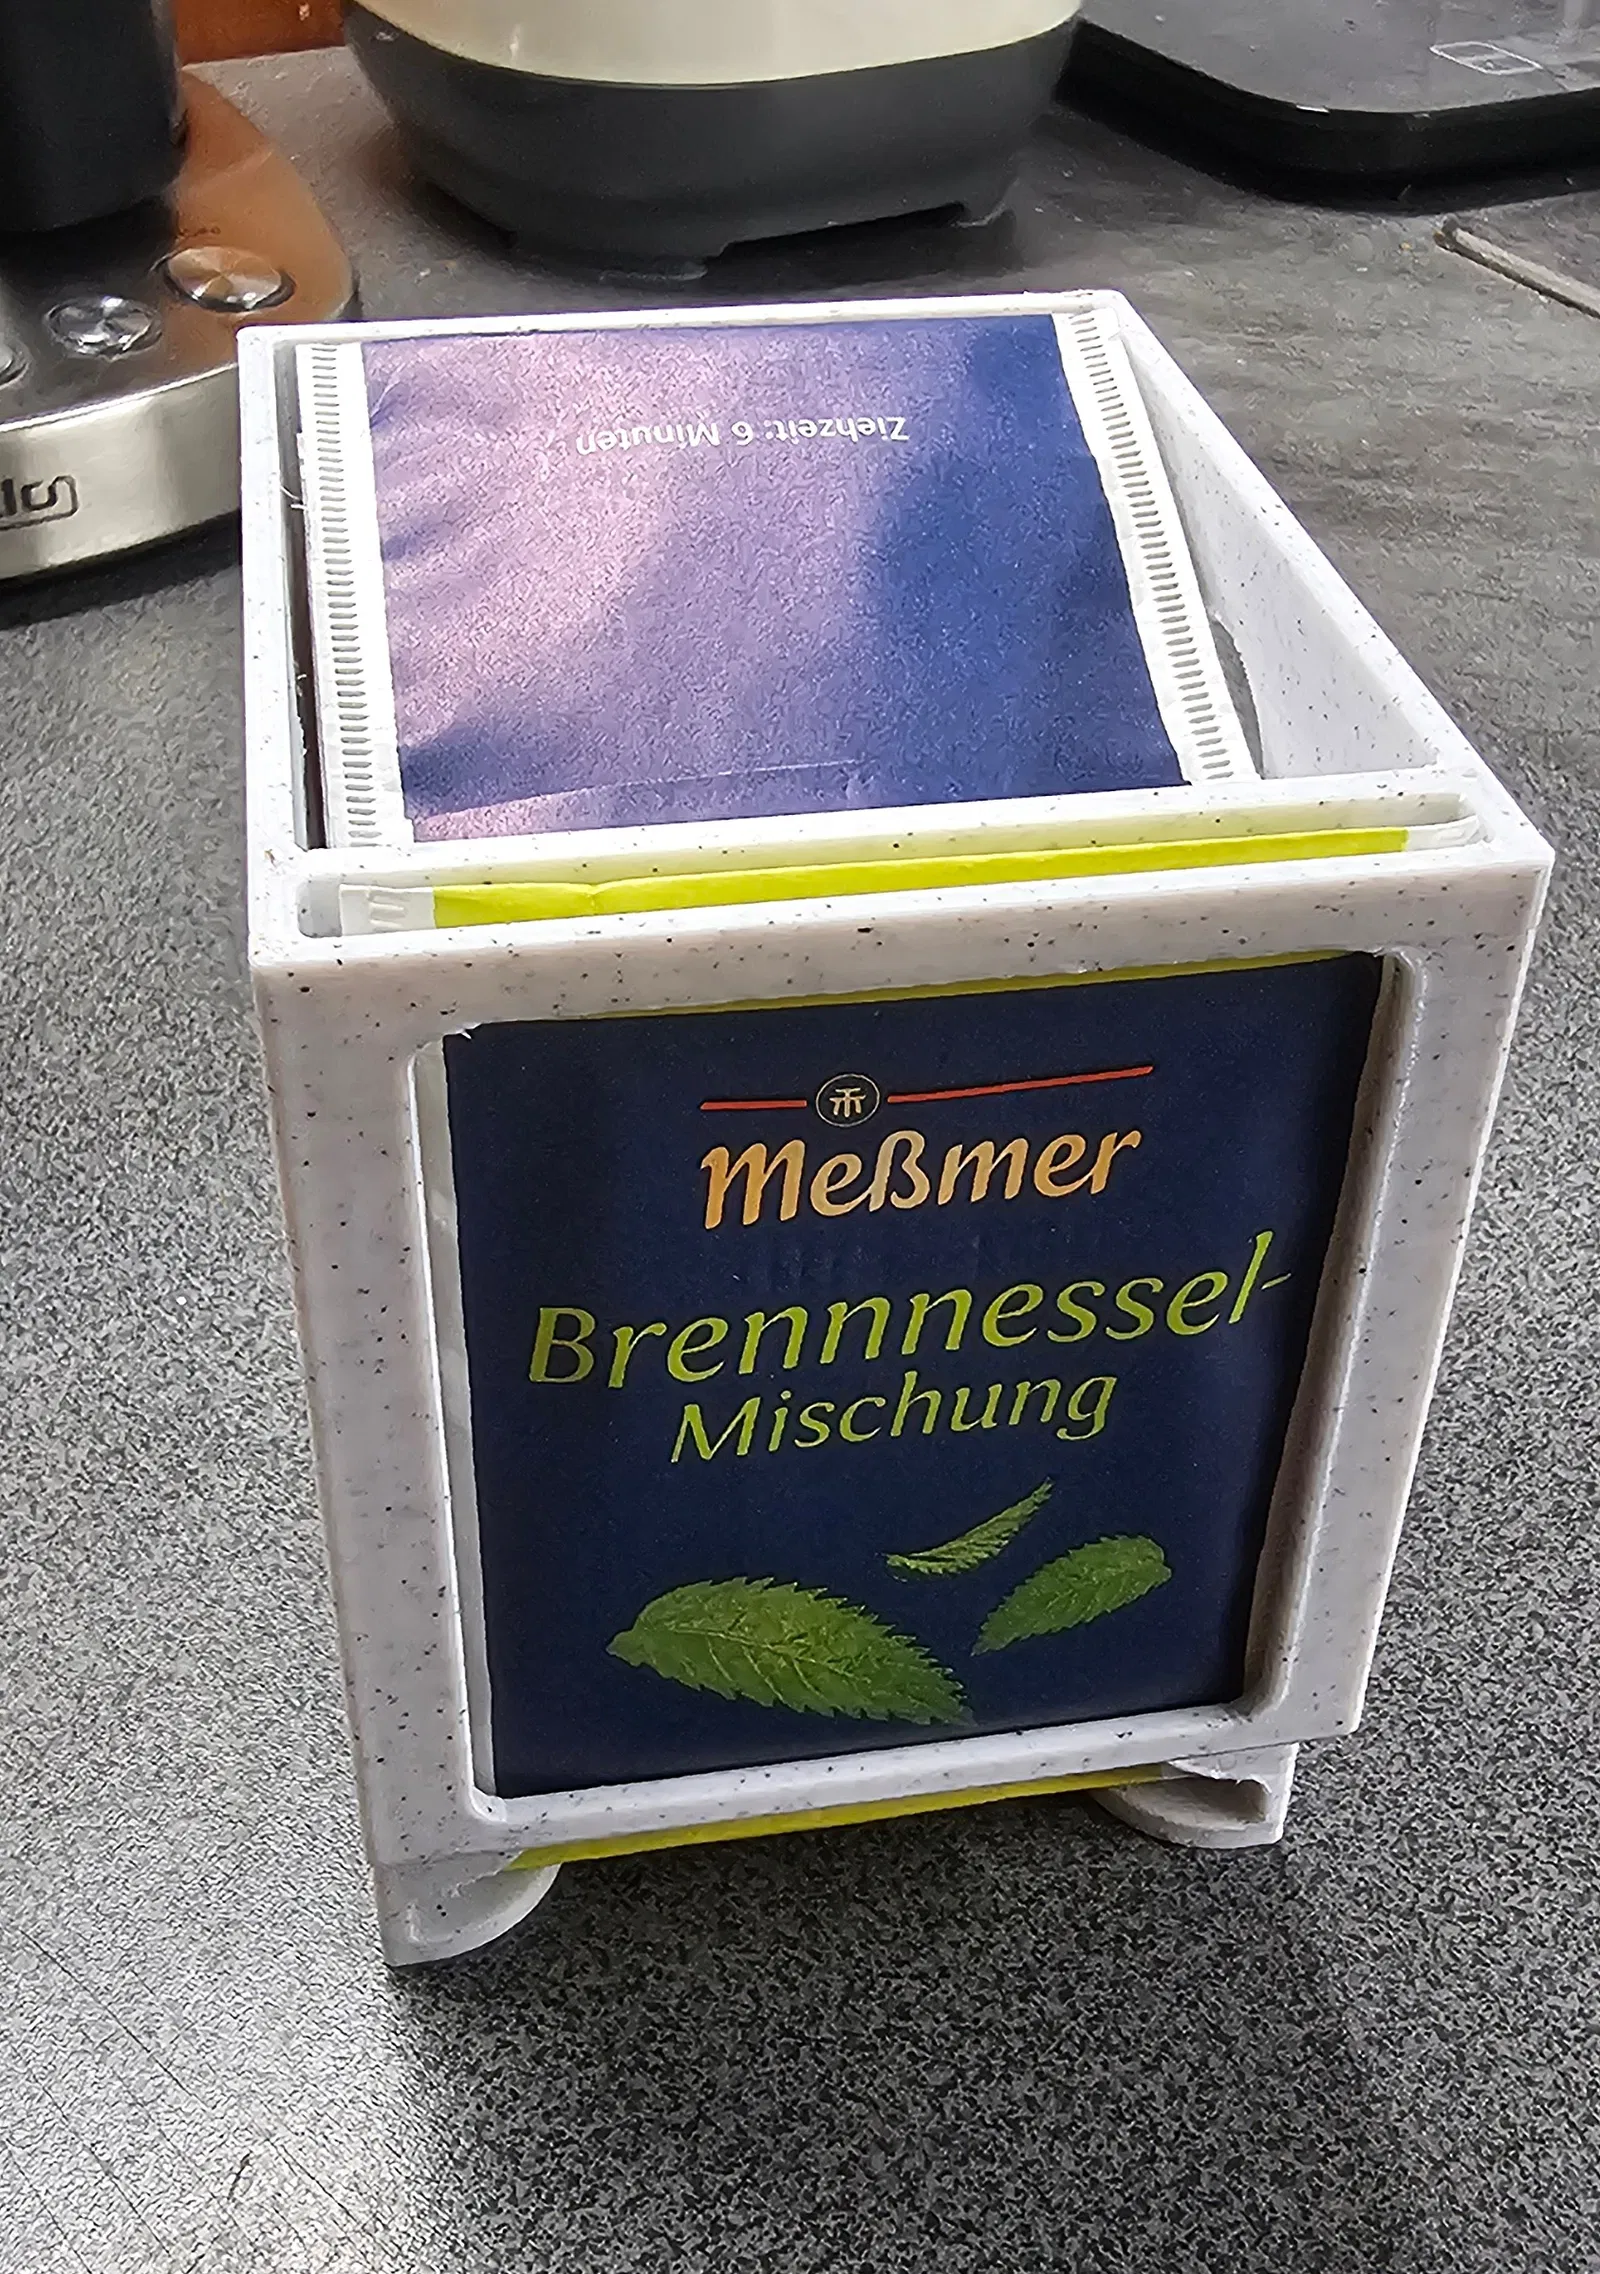 Ziehzeit: 6 Minuten
Meßmer
Brennnessel-
Mischung